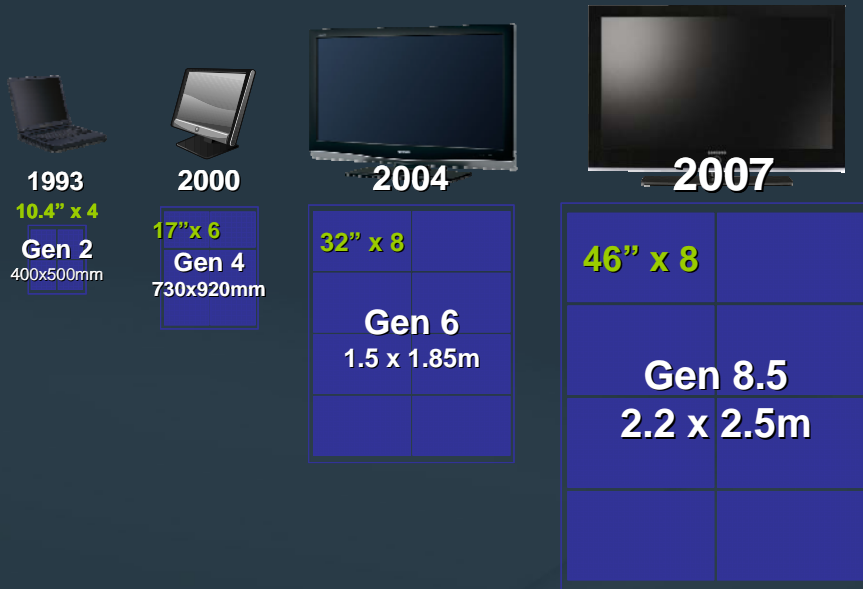 1993
10.4” x 4
Gen 2
400x500mm
2000
17”x 6
Gen 4
730x920mm
2004
32” x 8
Gen 6
1.5 x 1.85m
SAMSUNG
2007
46” x 8
Gen 8.5
2.2 x 2.5m